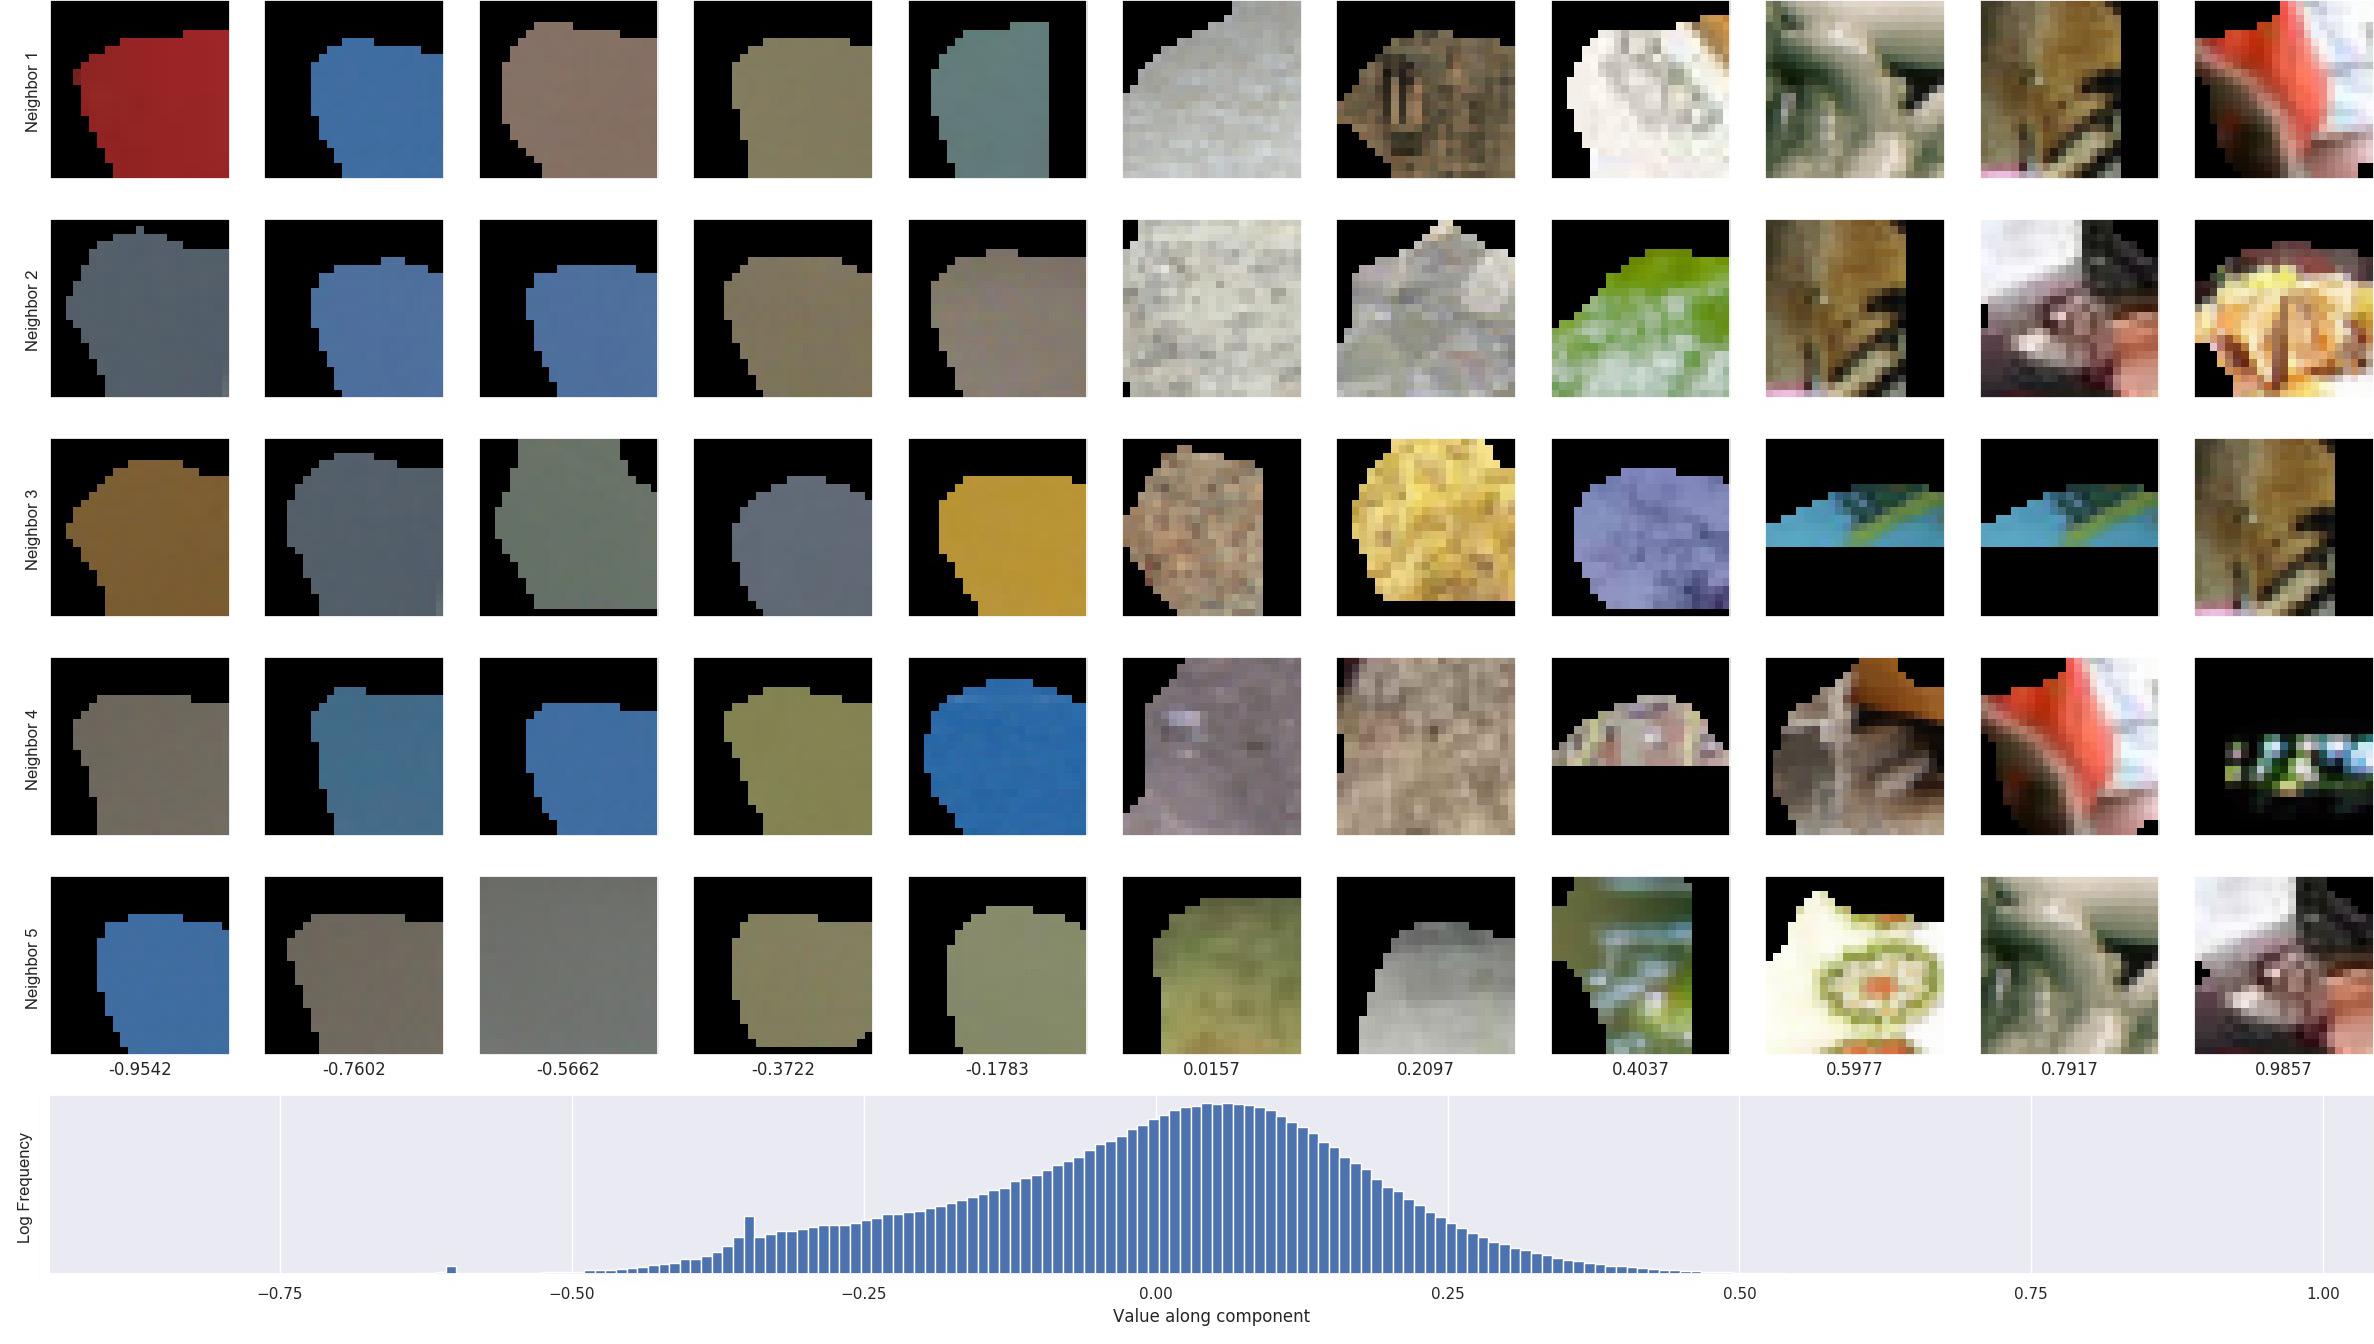 Neighbor 1
Neighbor 2
Neighbor 3
Neighbor 4
Neighbor 5
-0.9542 -0.7602 -0.5662 -0.3722 -0.1783 0.0157 0.2097 0.4037 0.5977 0.7917 0.9857
Log Frequency
−0.75 −0.50 −0.25 0.00 0.25 0.50 0.75 1.00
Value along component